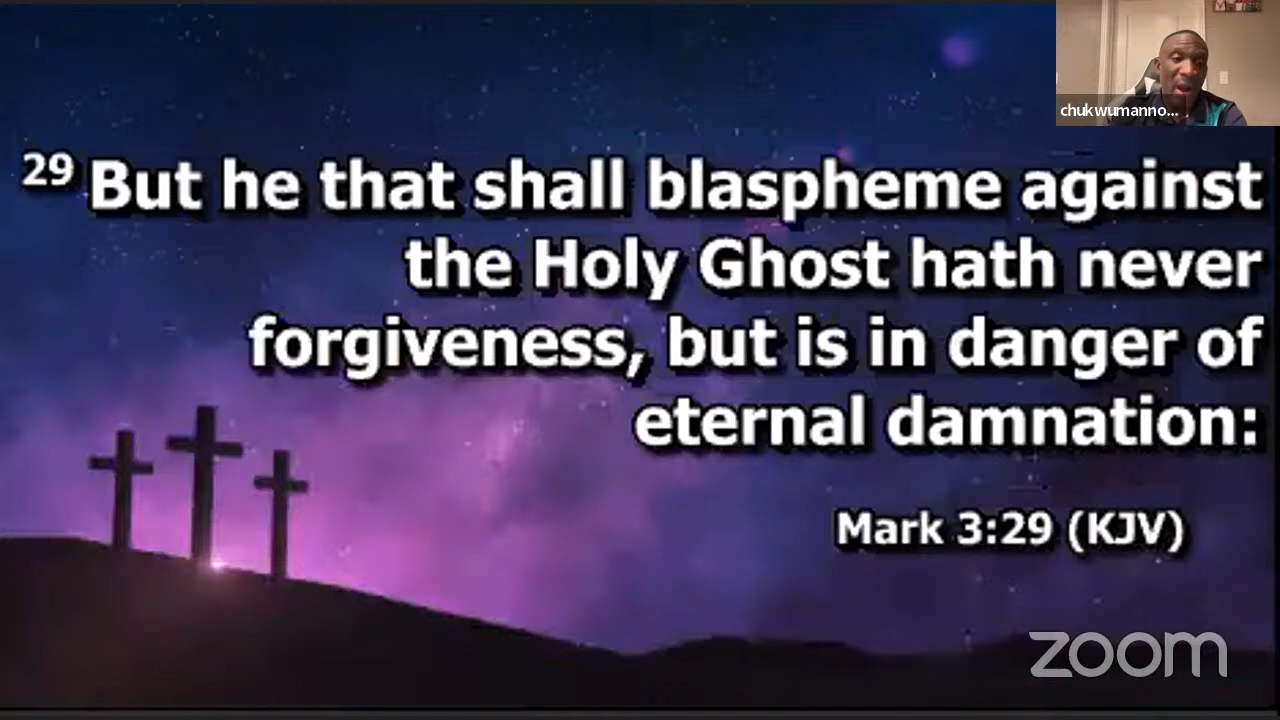 chukwumanno...
29 But he that shall blaspheme against
the Holy Ghost hath never
forgiveness, but is in danger of
eternal damnation:
Mark 3:29 (KJV)
zoom